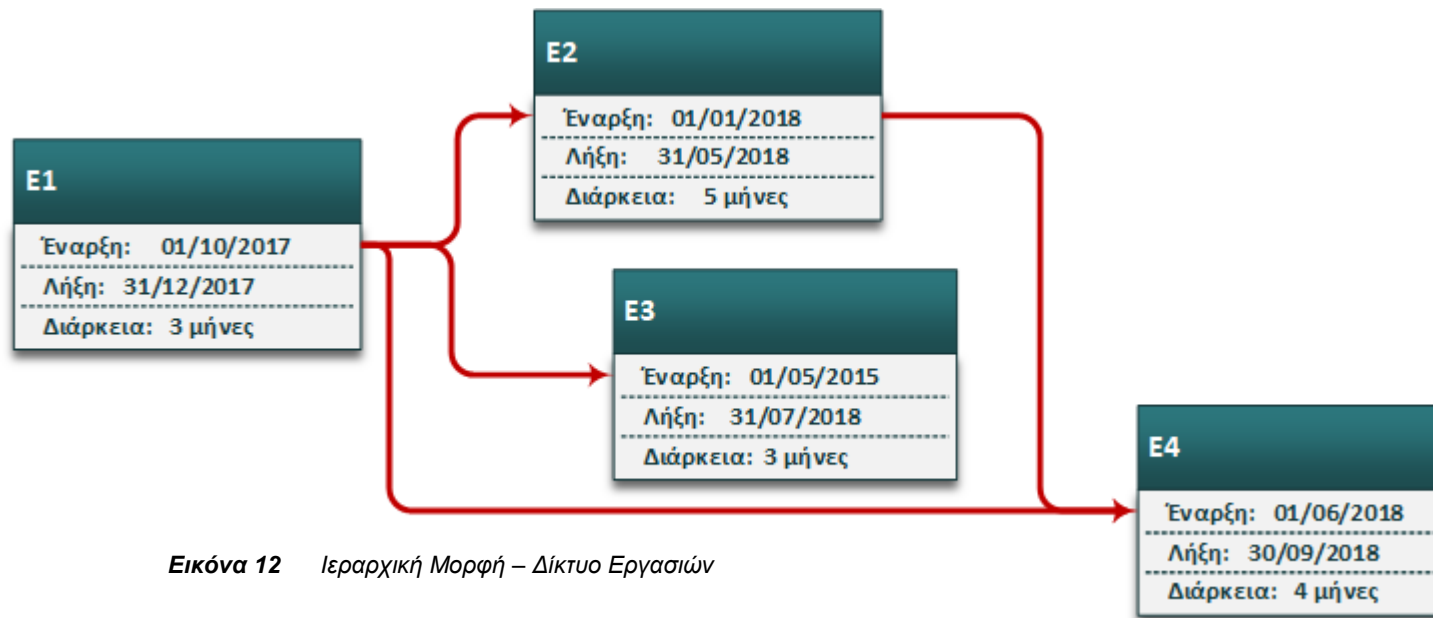 E1
Έναρξη: 01/10/2017
Λήξη: 31/12/2017
Διάρκεια: 3 μήνες
E2
Έναρξη: 01/01/2018
Λήξη: 31/05/2018
Διάρκεια: 5 μήνες
E3
Έναρξη: 01/05/2015
Λήξη: 31/07/2018
Διάρκεια: 3 μήνες
E4
Έναρξη: 01/06/2018
Λήξη: 30/09/2018
Διάρκεια: 4 μήνες
Εικόνα 12 Ιεραρχική Μορφή – Δίκτυο Εργασιών